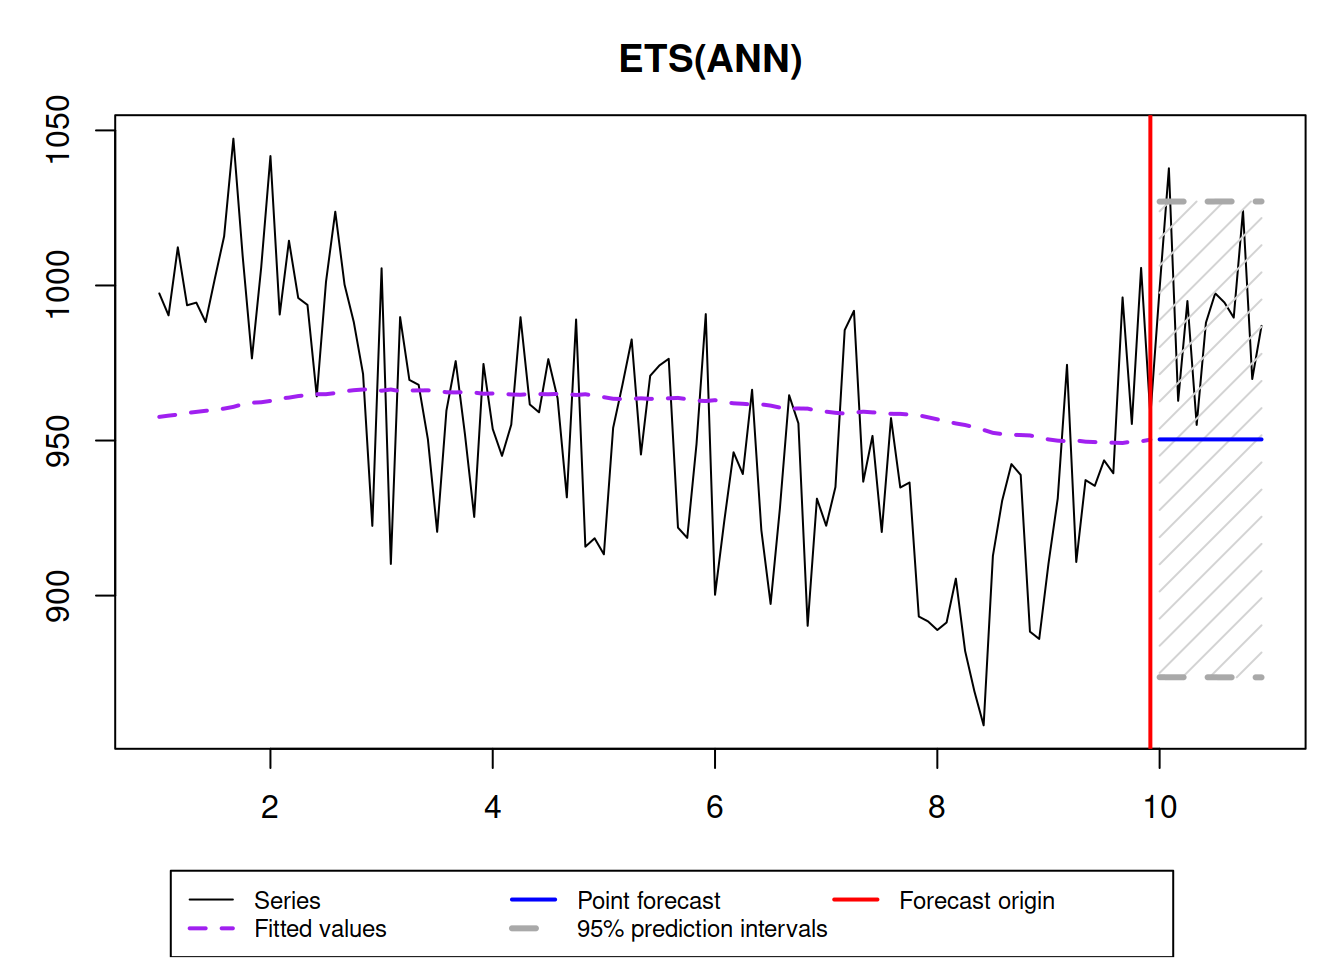 ETS(ANN)
1050
1000
950
900
2 4 6 8 10
Series Point forecast Forecast origin
Fitted values 95% prediction intervals